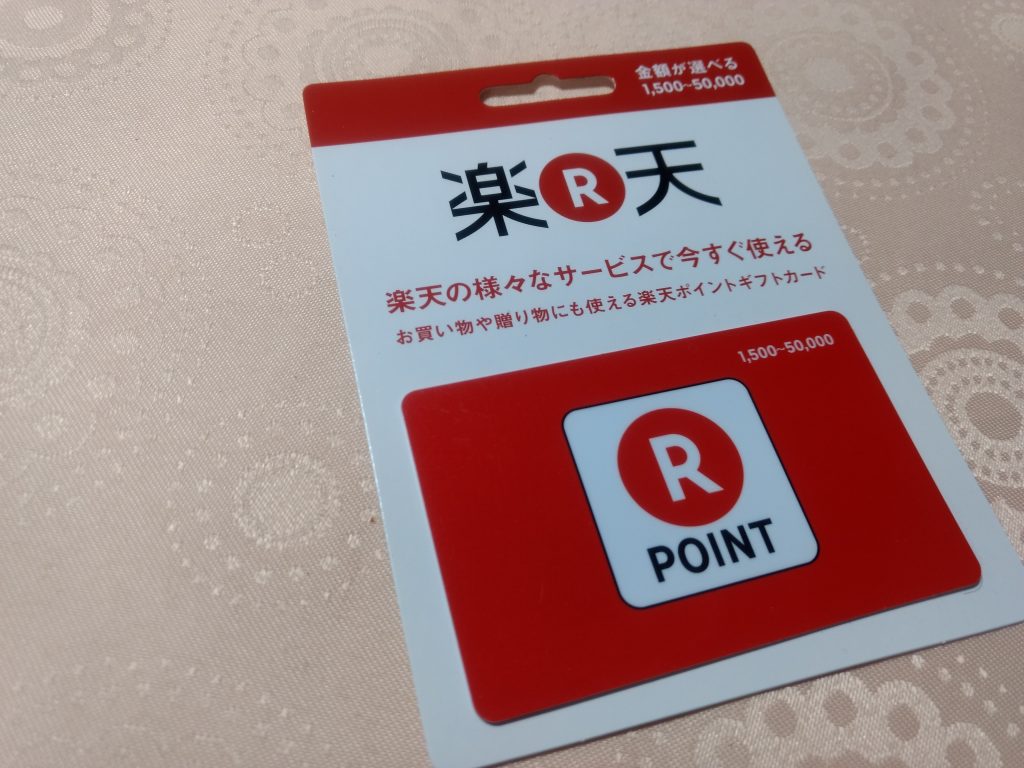 金額が選べる
1,500~50,000
楽R天
楽天の様々なサービスで今すぐ使える
お買い物や贈り物にも使える楽天ポイントギフトカード
1,500~50,000
R
POINT